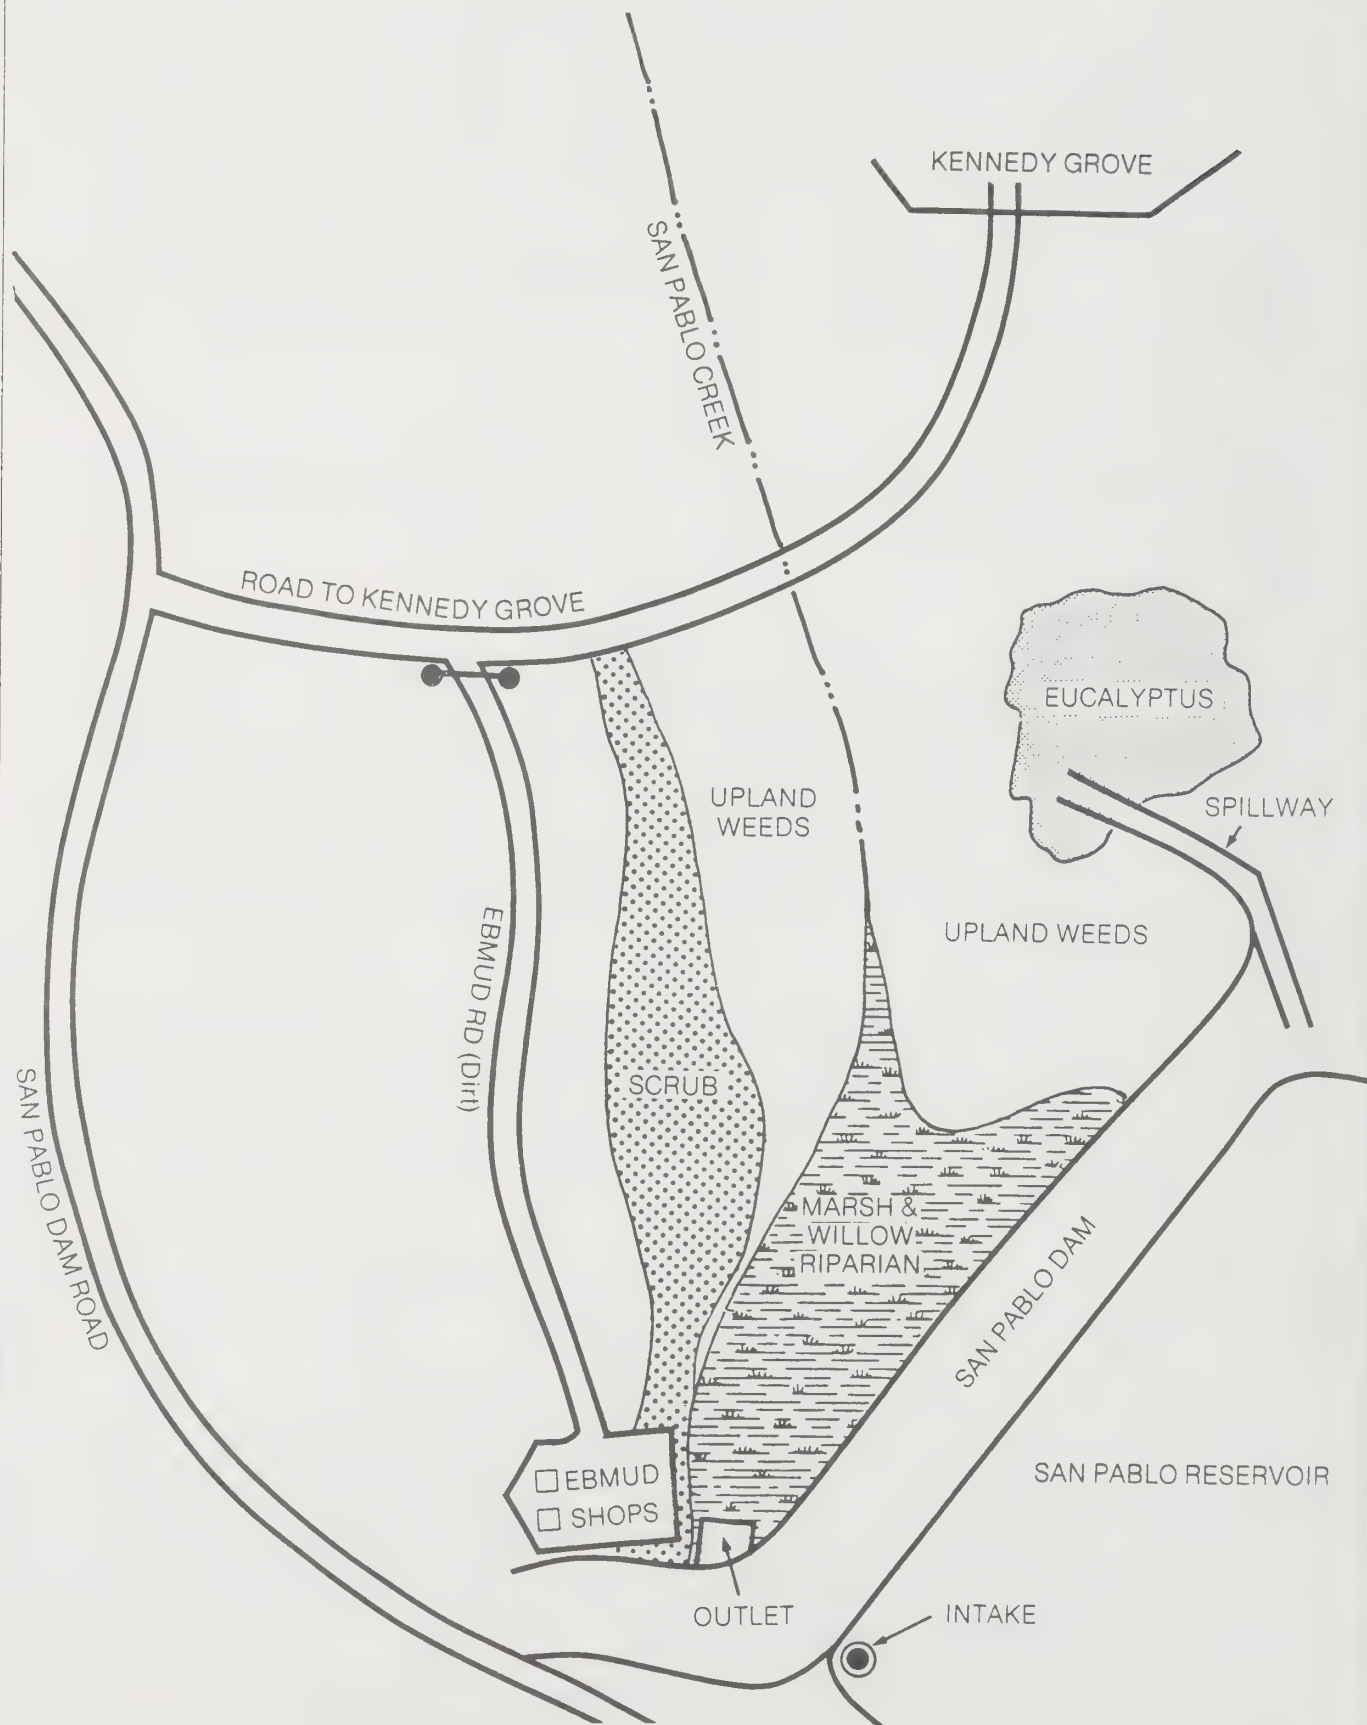 KENNEDY GROVE
SAN PABLO CREEK
ROAD TO KENNEDY GROVE
EUCALYPTUS
UPLAND
WEEDS
SPILLWAY
UPLAND WEEDS
EBMUD RD (Dirt)
SCRUB
SAN PABLO DAM ROAD
MARSH &
WILLOW
RIPARIAN
SAN PABLO DAM
SAN PABLO RESERVOIR
EBMUD
SHOPS
OUTLET
INTAKE